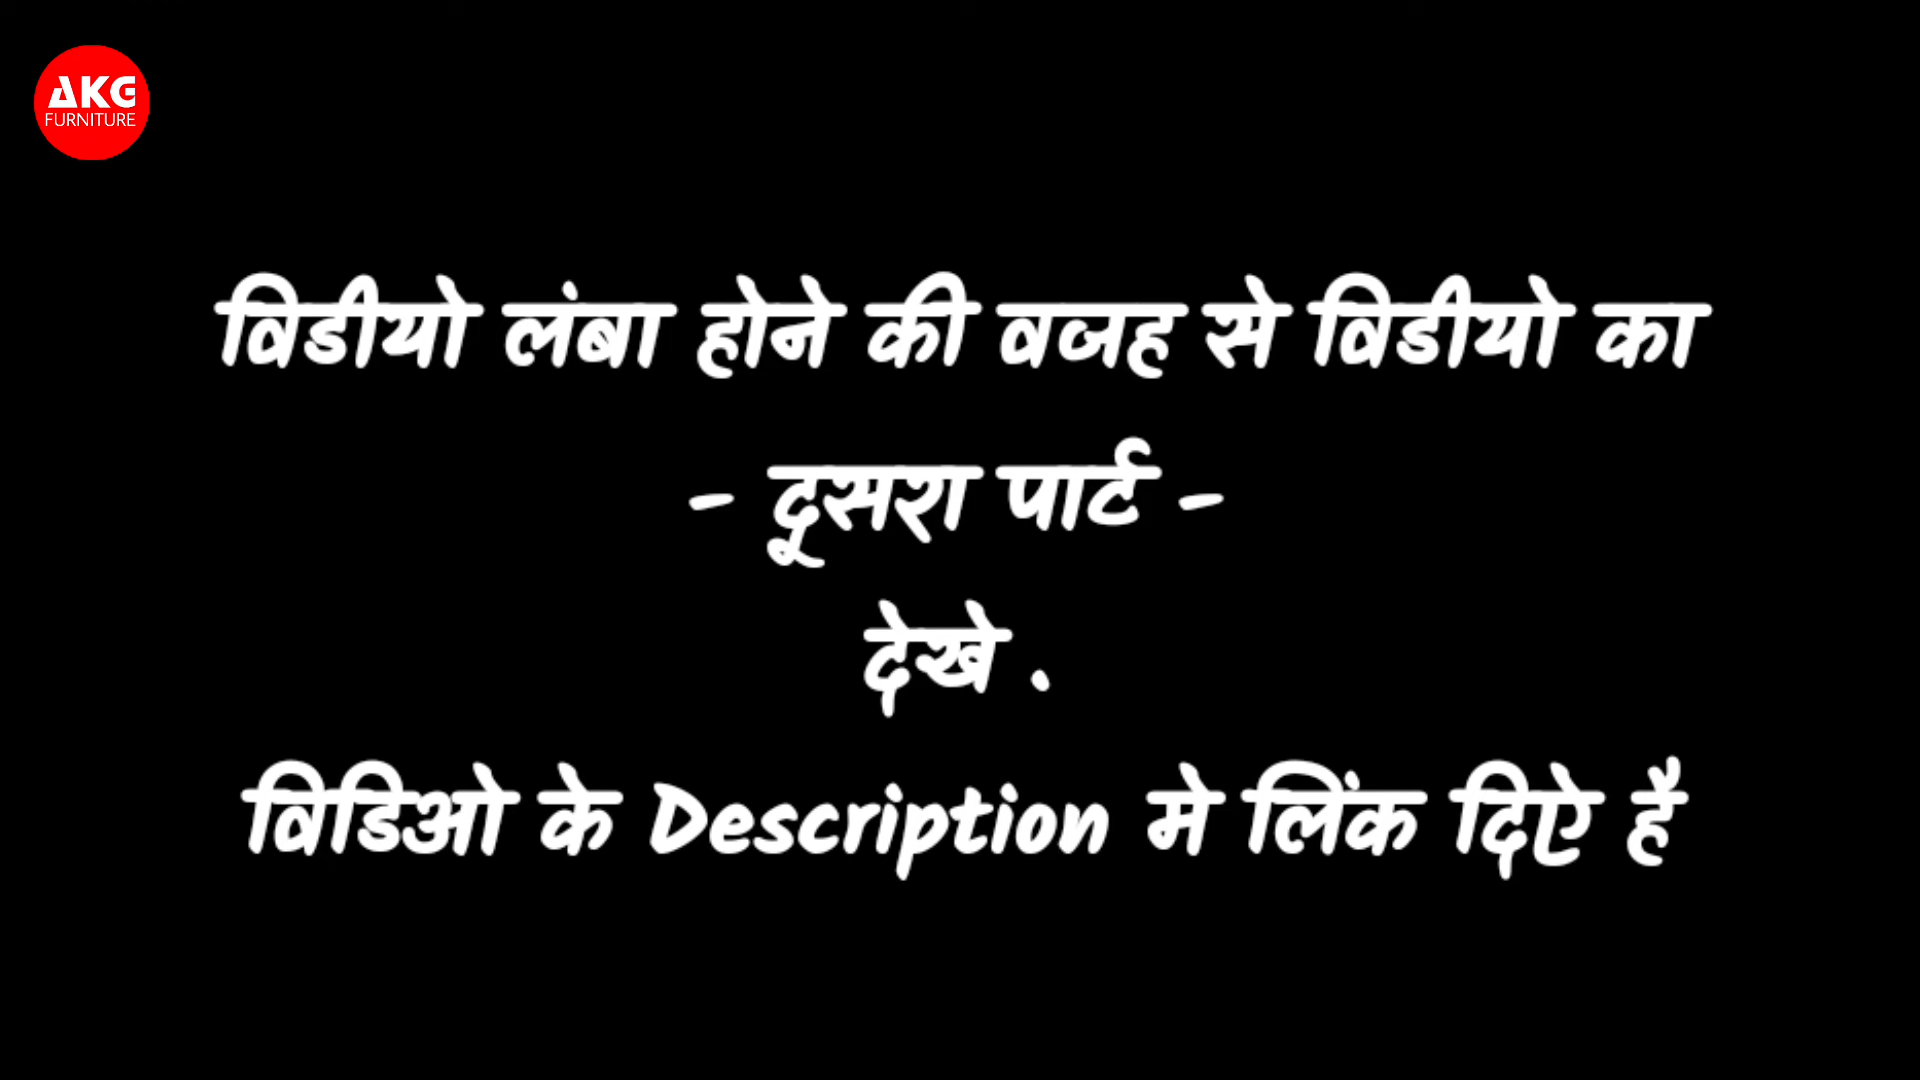 AKG
FURNITURE
विडीयो लंबा होने की वजह से विडीयो का
- दूसरा पार्ट -
देखे .
विडिओ के Description मे लिंक दिऐ है